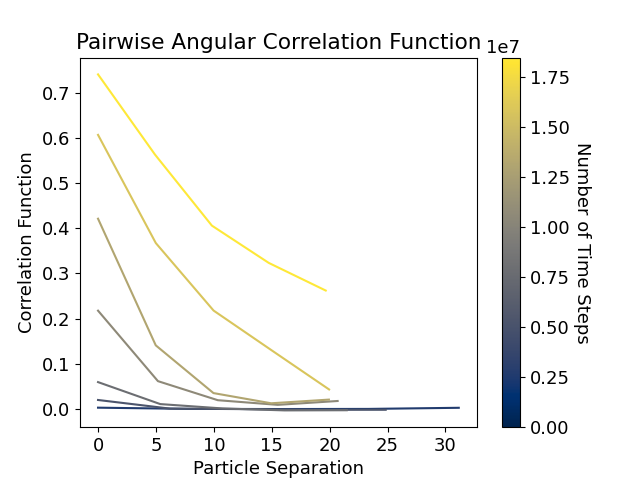 Pairwise Angular Correlation Function
1e7
Correlation Function
0.7
0.6
0.5
0.4
0.3
0.2
0.1
0.0
0 5 10 15 20 25 30
Particle Separation
1.75
1.50
1.25
1.00
0.75
0.50
0.25
0.00
Number of Time Steps